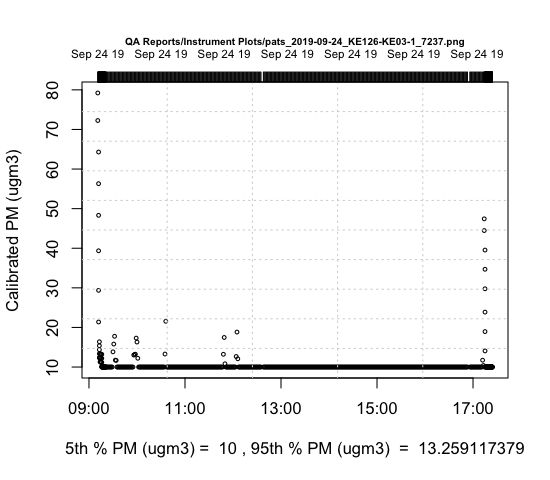 QA Reports/Instrument Plots/pats_2019-09-24_KE126-KE03-1_7237.png
Sep 24 19 Sep 24 19 Sep 24 19 Sep 24 19 Sep 24 19 Sep 24 19 Sep 24 19
Calibrated PM (ugm3)
80
70
60
50
40
30
20
10
09:00 11:00 13:00 15:00 17:00
5th % PM (ugm3) = 10 , 95th % PM (ugm3) = 13.259117379